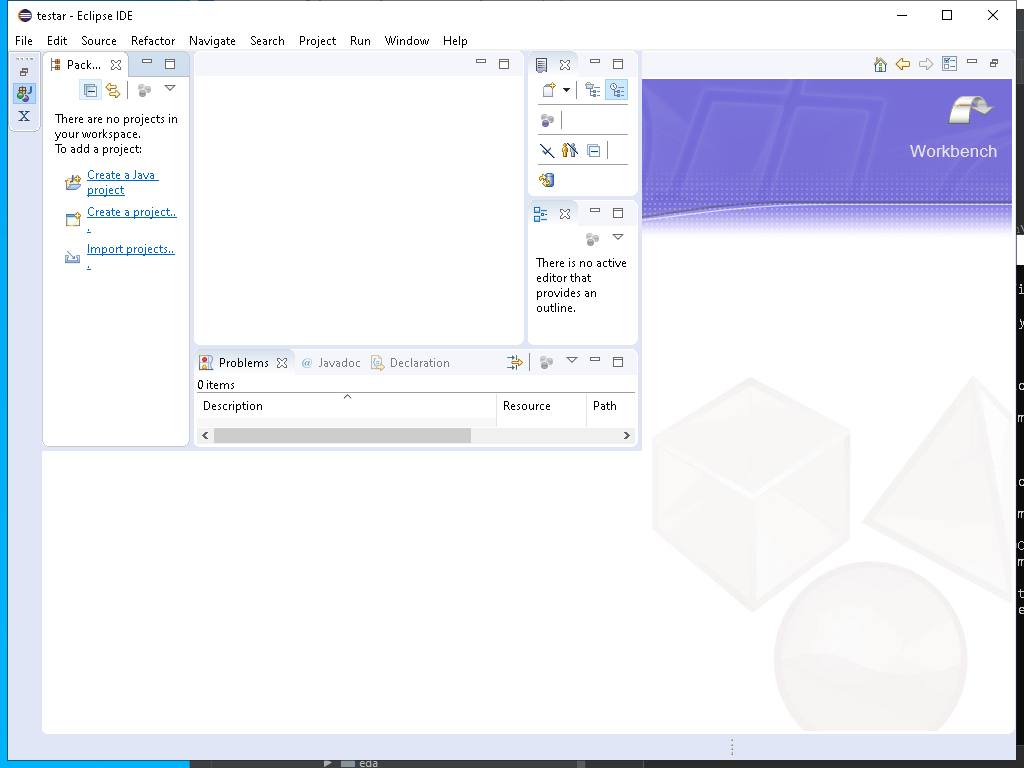 testar - Eclipse IDE
File Edit Source Refactor Navigate Search Project Run Window Help
Pack...
There are no projects in
your workspace.
To add a project:
Create a Java
project
Create a project..
.
Import projects..
.
X
Workbench
There is no active
editor that
provides an
outline.
Problems @ Javadoc Declaration
0 items
Description Resource Path
eda